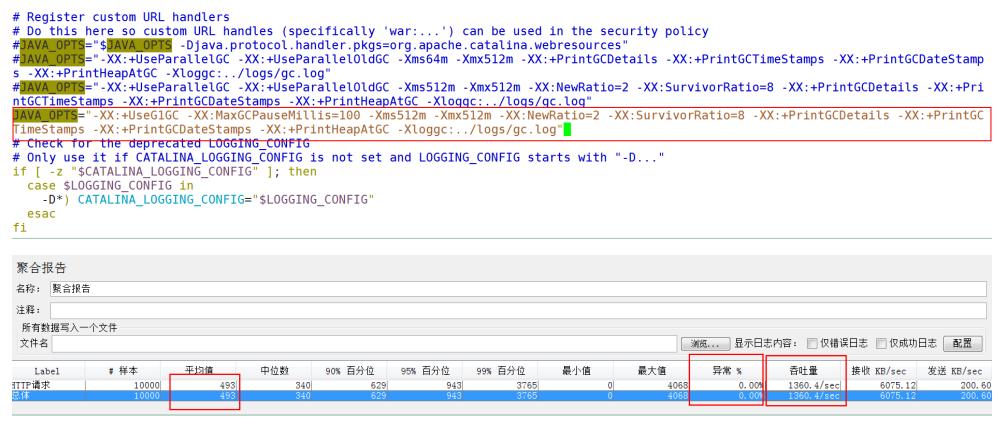 # Register custom URL handlers
# Do this here so custom URL handles (specifically 'war:...') can be used in the security policy
#JAVA_OPTS="$JAVA_OPTS -Djava.protocol.handler.pkgs=org.apache.catalina.webresources"
#JAVA_OPTS="-XX:+UseParallelGC -XX:+UseParallelOldGC -Xms64m -Xmx512m -XX:+PrintGCDetails -XX:+PrintGCTimeStamps -XX:+PrintGCDateStamp
s -XX:+PrintHeapAtGC -Xloggc:../logs/gc.log"
#JAVA_OPTS="-XX:+UseParallelGC -XX:+UseParallelOldGC -Xms512m -Xmx512m -XX:NewRatio=2 -XX:SurvivorRatio=8 -XX:+PrintGCDetails -XX:+Pri
ntGCTimeStamps -XX:+PrintGCDateStamps -XX:+PrintHeapAtGC -Xloggc:../logs/gc.log"
JAVA_OPTS="-XX:+UseG1GC -XX:MaxGCPauseMillis=100 -Xms512m -Xmx512m -XX:NewRatio=2 -XX:SurvivorRatio=8 -XX:+PrintGCDetails -XX:+PrintGC
TimeStamps -XX:+PrintGCDateStamps -XX:+PrintHeapAtGC -Xloggc:../logs/gc.log"
# Check for the deprecated LOGGING_CONFIG
# Only use it if CATALINA_LOGGING_CONFIG is not set and LOGGING_CONFIG starts with "-D..."
if [ -z "$CATALINA_LOGGING_CONFIG" ]; then
case $LOGGING_CONFIG in
-D*) CATALINA_LOGGING_CONFIG="$LOGGING_CONFIG"
esac
fi
聚合报告
名称: 聚合报告
注释:
所有数据写入一个文件
文件名 浏览... 显示日志内容: 仅错误日志 仅成功日志 配置
Label # 样本 平均值 中位数 90% 百分位 95% 百分位 99% 百分位 最小值 最大值 异常 % 吞吐量 接收 KB/sec 发送 KB/sec
HTTP请求 10000 493 340 629 943 3765 0 4068 0.00% 1360.4/sec 6075.12 200.60
总体 10000 493 340 629 943 3765 0 4068 0.00% 1360.4/sec 6075.12 200.60